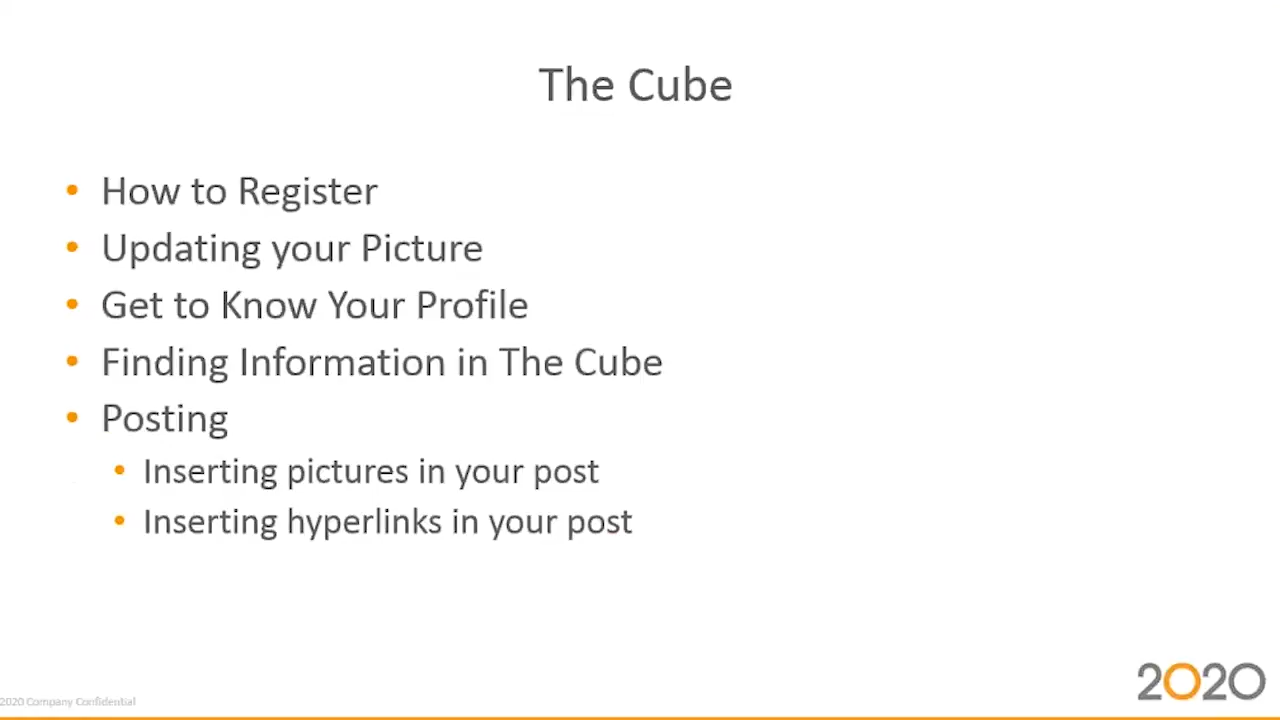 The Cube
• How to Register
• Updating your Picture
• Get to Know Your Profile
• Finding Information in The Cube
• Posting
• Inserting pictures in your post
• Inserting hyperlinks in your post
2020 Company Confidential
2020